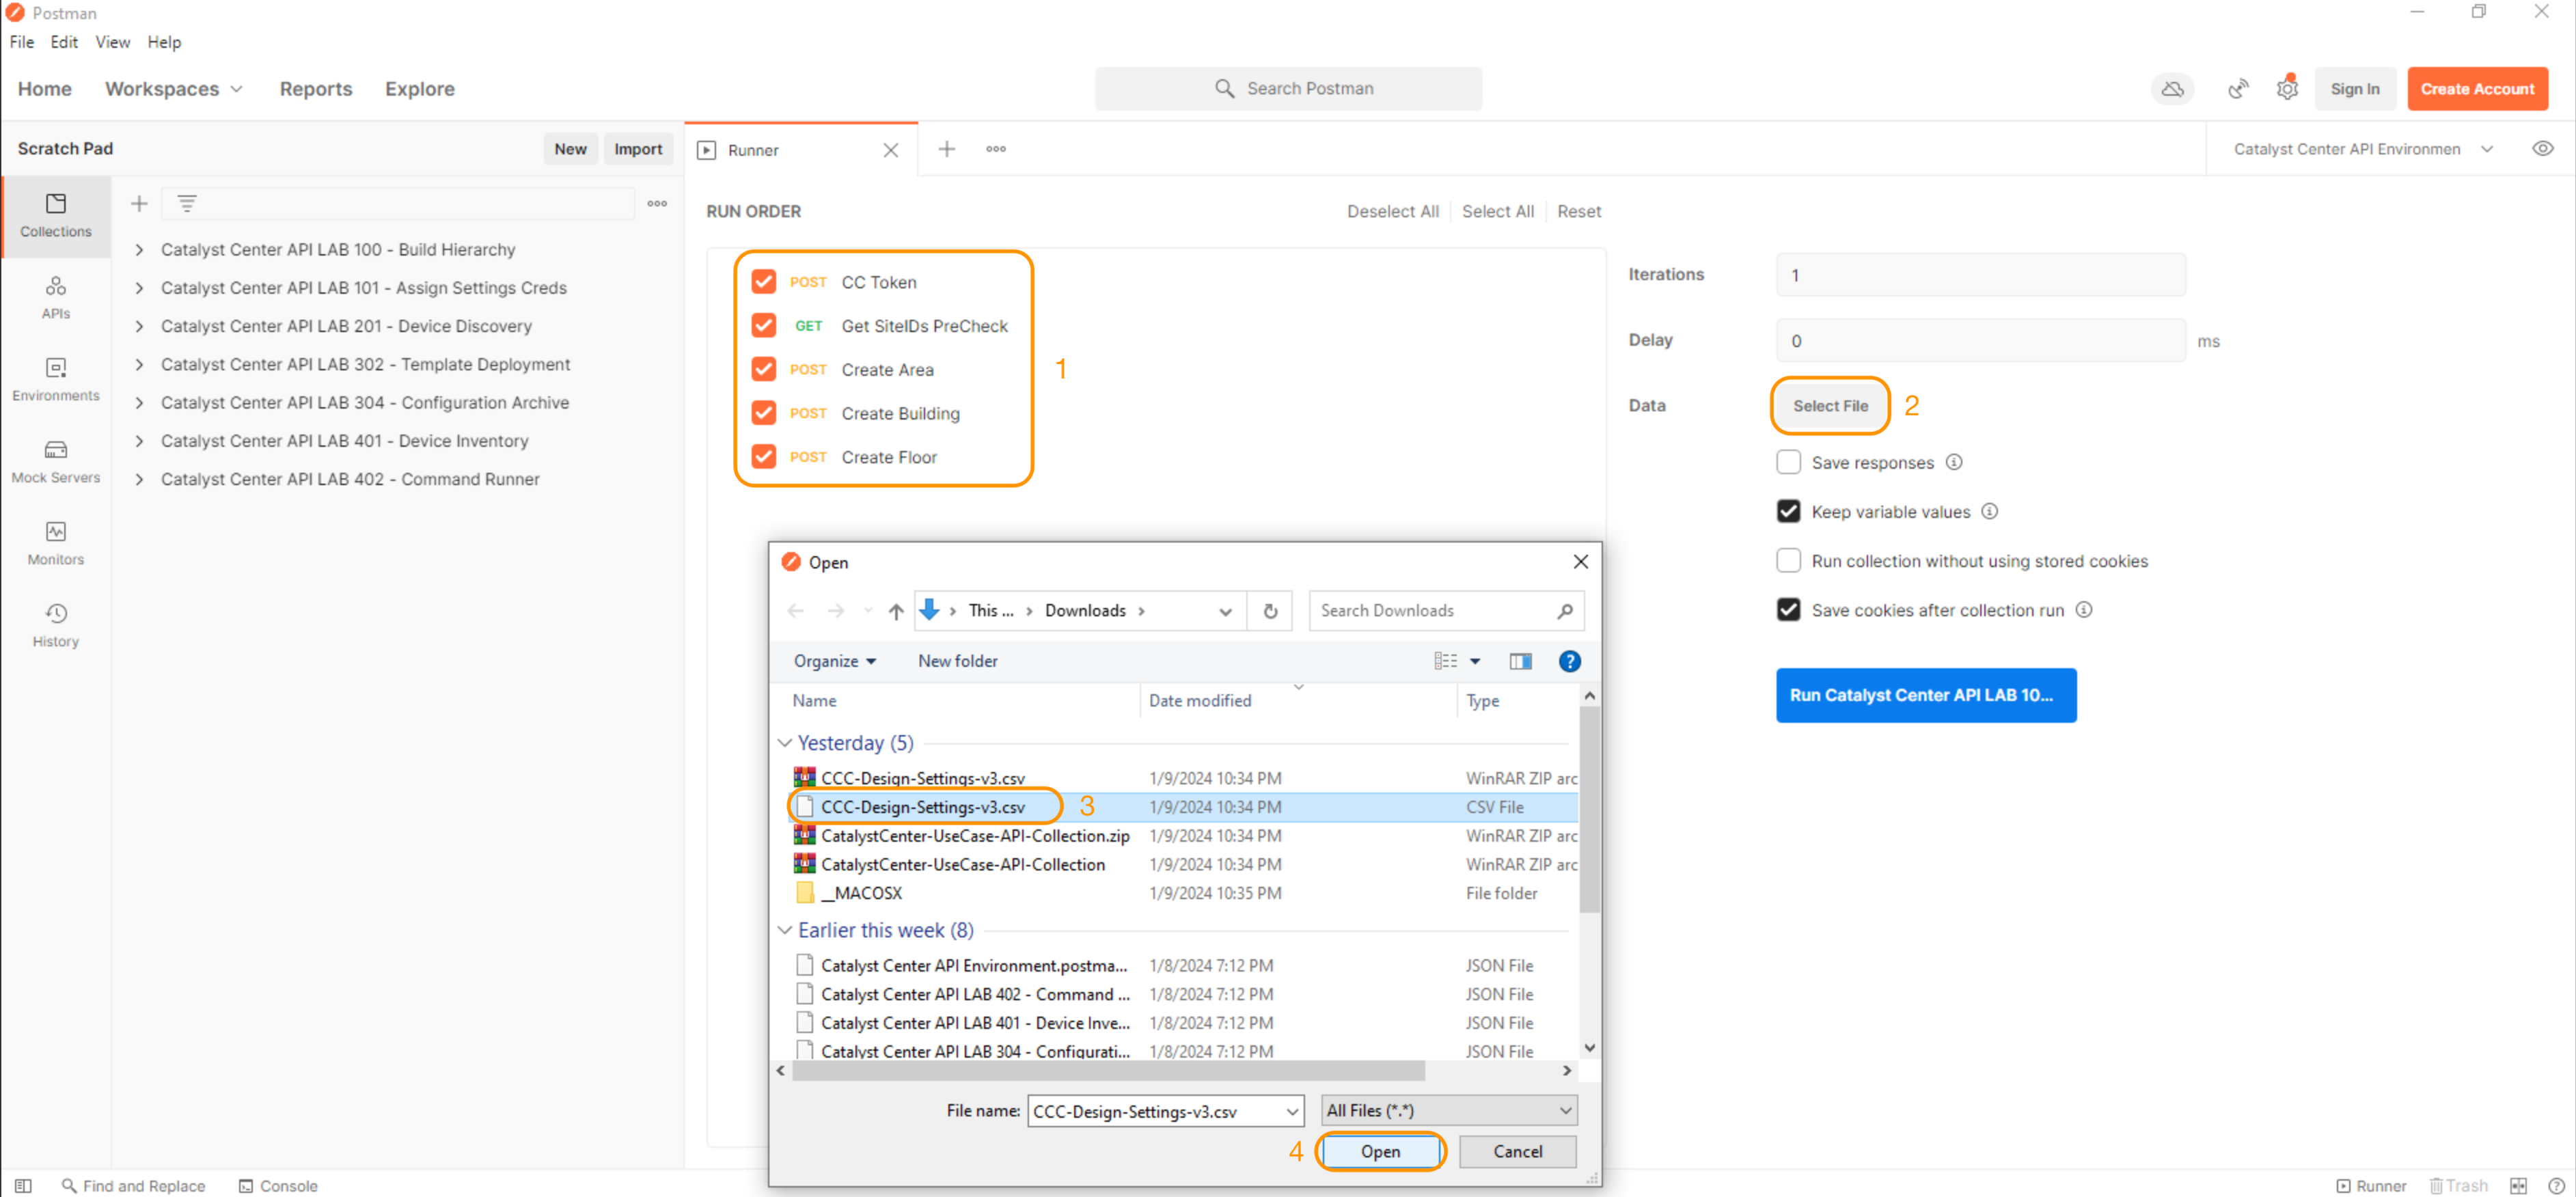 Postman
File Edit View Help
Home Workspaces Reports Explore
Search Postman
Sign In Create Account
Scratch Pad New Import
Runner
Catalyst Center API Environmen
Collections
APIs
Environments
Mock Servers
Monitors
History
Catalyst Center API LAB 100 - Build Hierarchy
Catalyst Center API LAB 101 - Assign Settings Creds
Catalyst Center API LAB 201 - Device Discovery
Catalyst Center API LAB 302 - Template Deployment
Catalyst Center API LAB 304 - Configuration Archive
Catalyst Center API LAB 401 - Device Inventory
Catalyst Center API LAB 402 - Command Runner
RUN ORDER Deselect All Select All Reset
POST CC Token
GET Get SiteIDs PreCheck
POST Create Area
POST Create Building
POST Create Floor
1
Iterations 1
Delay 0 ms
Data Select File 2
Save responses
Keep variable values
Run collection without using stored cookies
Save cookies after collection run
Run Catalyst Center API LAB 10...
Open
This ... Downloads
Search Downloads
Organize New folder
Name Date modified Type
Yesterday (5)
CCC-Design-Settings-v3.csv 1/9/2024 10:34 PM WinRAR ZIP arc
CCC-Design-Settings-v3.csv 3 1/9/2024 10:34 PM CSV File
CatalystCenter-UseCase-API-Collection.zip 1/9/2024 10:34 PM WinRAR ZIP arc
CatalystCenter-UseCase-API-Collection 1/9/2024 10:34 PM WinRAR ZIP arc
__MACOSX 1/9/2024 10:35 PM File folder
Earlier this week (8)
Catalyst Center API Environment.postma... 1/8/2024 7:12 PM JSON File
Catalyst Center API LAB 402 - Command ... 1/8/2024 7:12 PM JSON File
Catalyst Center API LAB 401 - Device Inve... 1/8/2024 7:12 PM JSON File
Catalyst Center API LAB 304 - Configurati... 1/8/2024 7:12 PM JSON File
File name: CCC-Design-Settings-v3.csv All Files (*.*)
4 Open Cancel
Find and Replace Console
Runner Trash